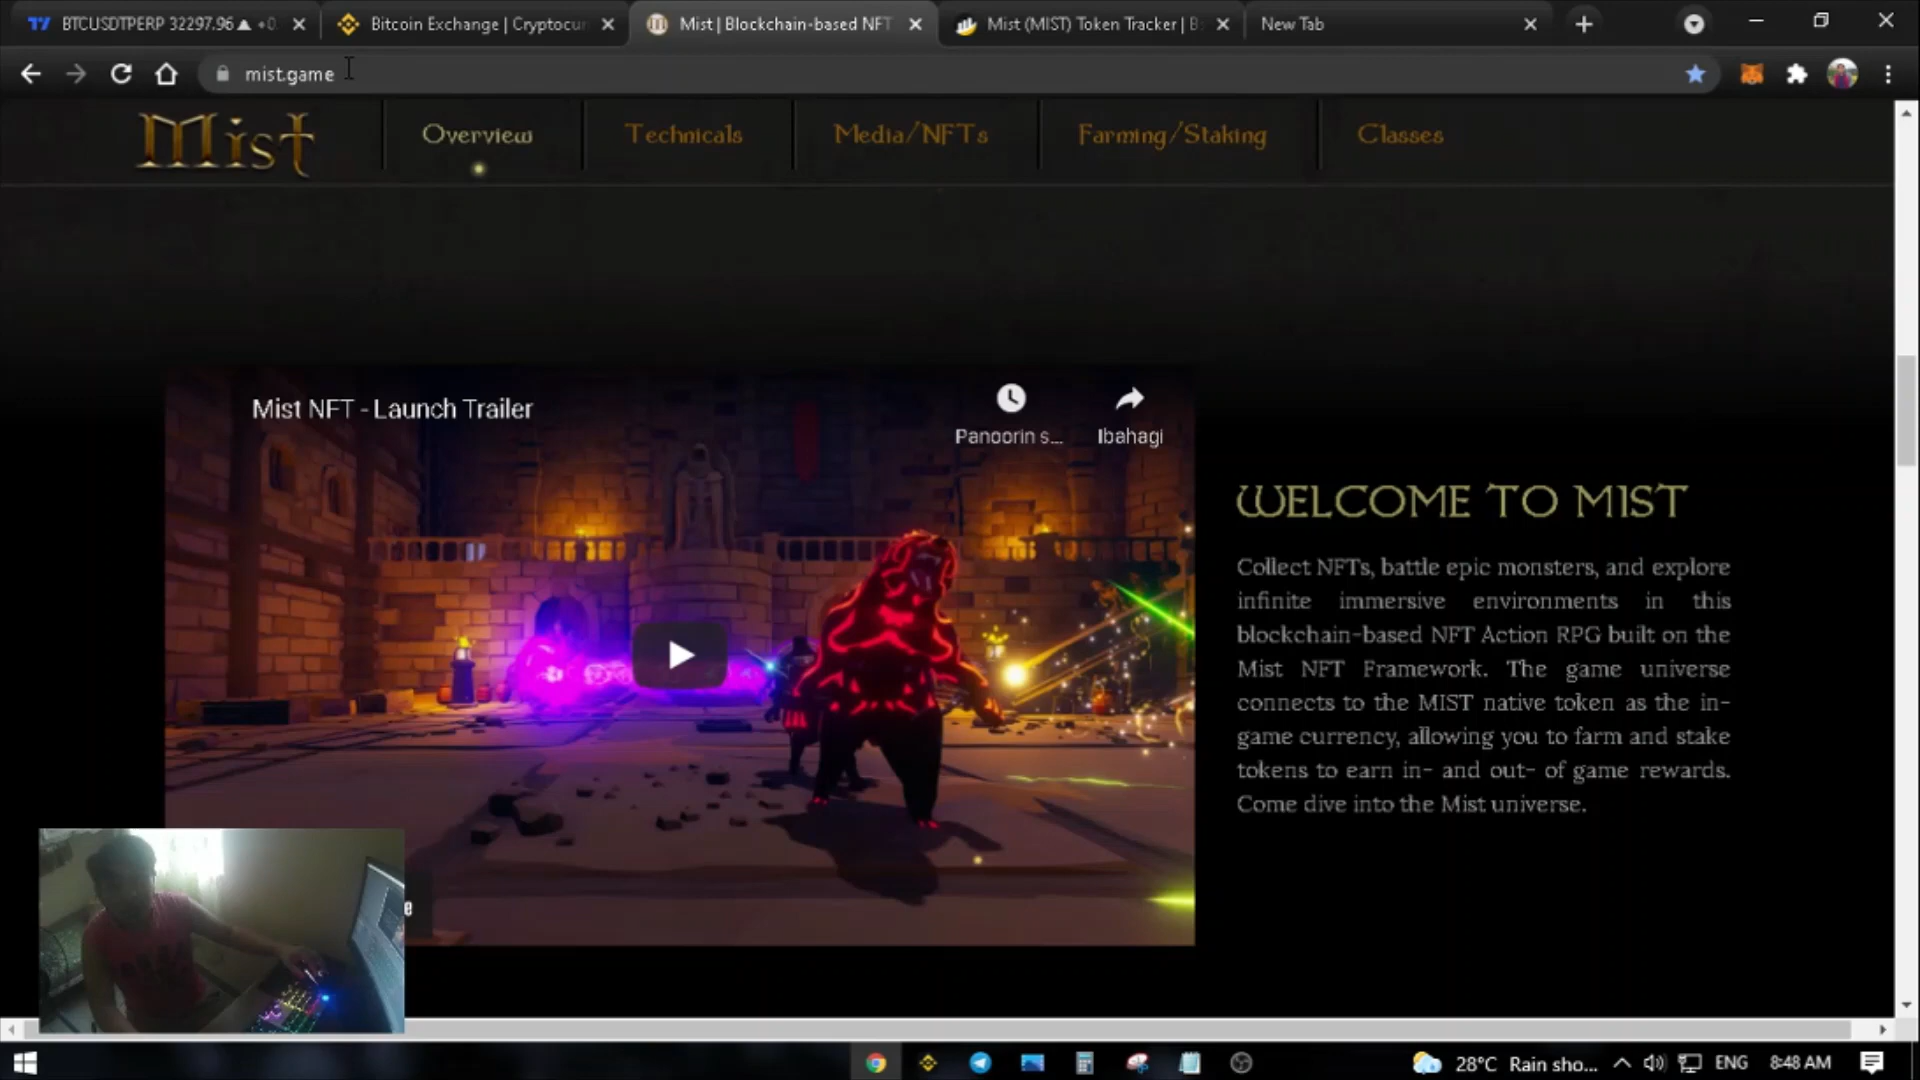 BTCUSDTPERP 32297.96 ▲ +0.
Bitcoin Exchange | Cryptocur
Mist | Blockchain-based NFT
Mist (MIST) Token Tracker | B
New Tab
mist.game
Mist
Overview
Technicals
Media/NFTs
Farming/Staking
Classes
Mist NFT - Launch Trailer
Panoorin s...
Ibahagi
WELCOME TO MIST
Collect NFTs, battle epic monsters, and explore
infinite immersive environments in this
blockchain-based NFT Action RPG built on the
Mist NFT Framework. The game universe
connects to the MIST native token as the in-
game currency, allowing you to farm and stake
tokens to earn in- and out- of game rewards.
Come dive into the Mist universe.
28°C Rain sho...
ENG
8:48 AM